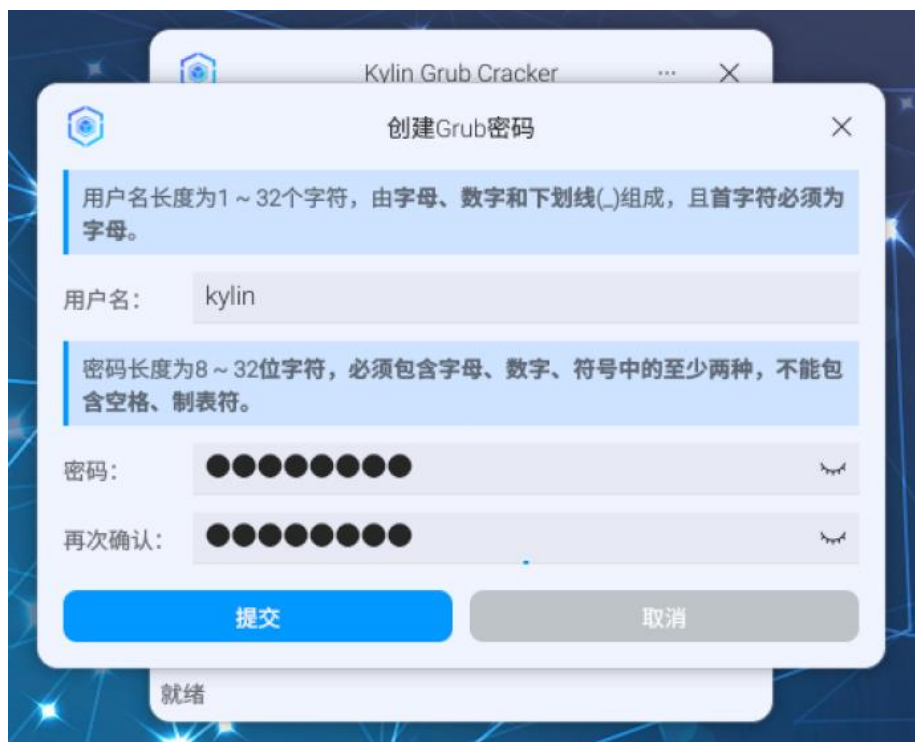 Kylin Grub Cracker
创建Grub密码
用户名长度为1 ~ 32个字符，由字母、数字和下划线(_)组成，且首字符必须为
字母。
用户名：
kylin
密码长度为8 ~ 32位字符，必须包含字母、数字、符号中的至少两种，不能包
含空格、制表符。
密码：
●●●●●●●●
再次确认：
●●●●●●●●
提交
取消
就绪